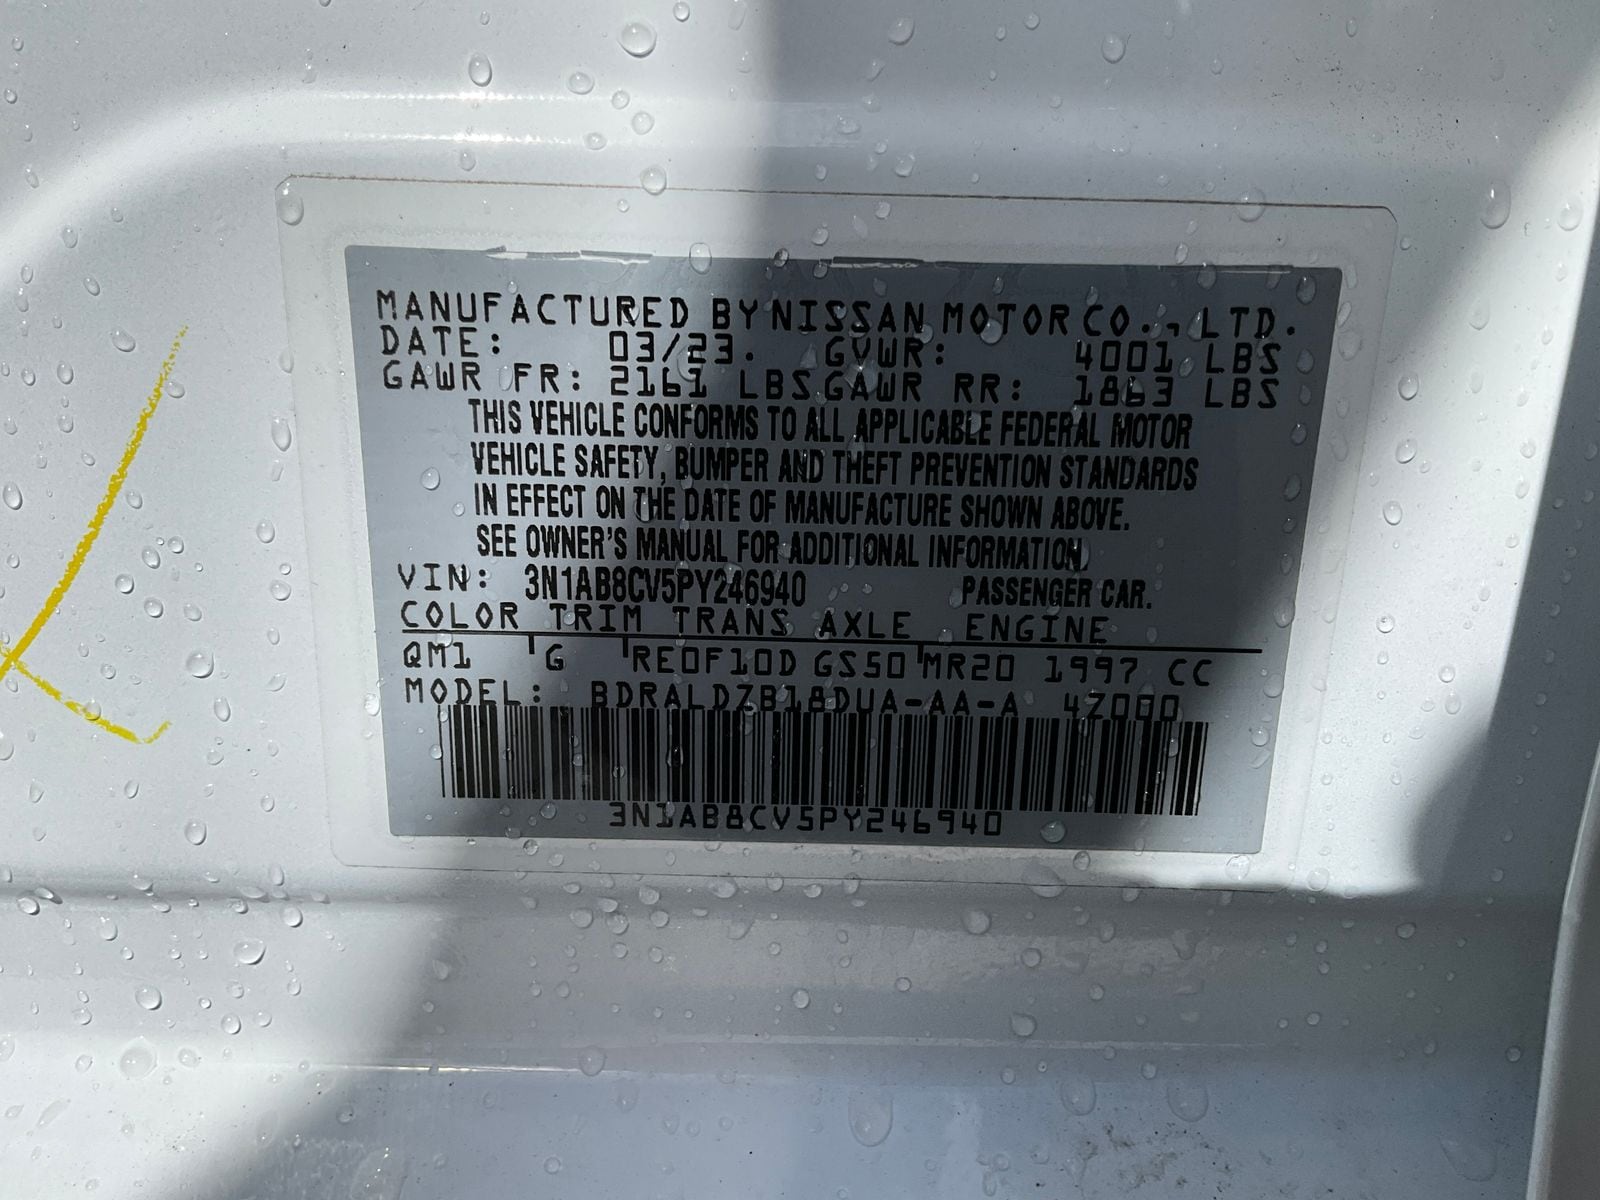 MANUFACTURED BY NISSAN MOTOR CO., LTD.
DATE: 03/23. GVWR: 4001 LBS
GAWR FR: 2161 LBS GAWR RR: 1863 LBS
THIS VEHICLE CONFORMS TO ALL APPLICABLE FEDERAL MOTOR
VEHICLE SAFETY, BUMPER AND THEFT PREVENTION STANDARDS
IN EFFECT ON THE DATE OF MANUFACTURE SHOWN ABOVE.
SEE OWNER'S MANUAL FOR ADDITIONAL INFORMATION.
VIN: 3N1AB8CV5PY246940 PASSENGER CAR.
COLOR TRIM TRANS AXLE ENGINE
QM1 G RE0F10D GS50 MR20 1997 CC
MODEL: BDRALDZB18DUA-AA-A 4Z000
3N1AB8CV5PY246940